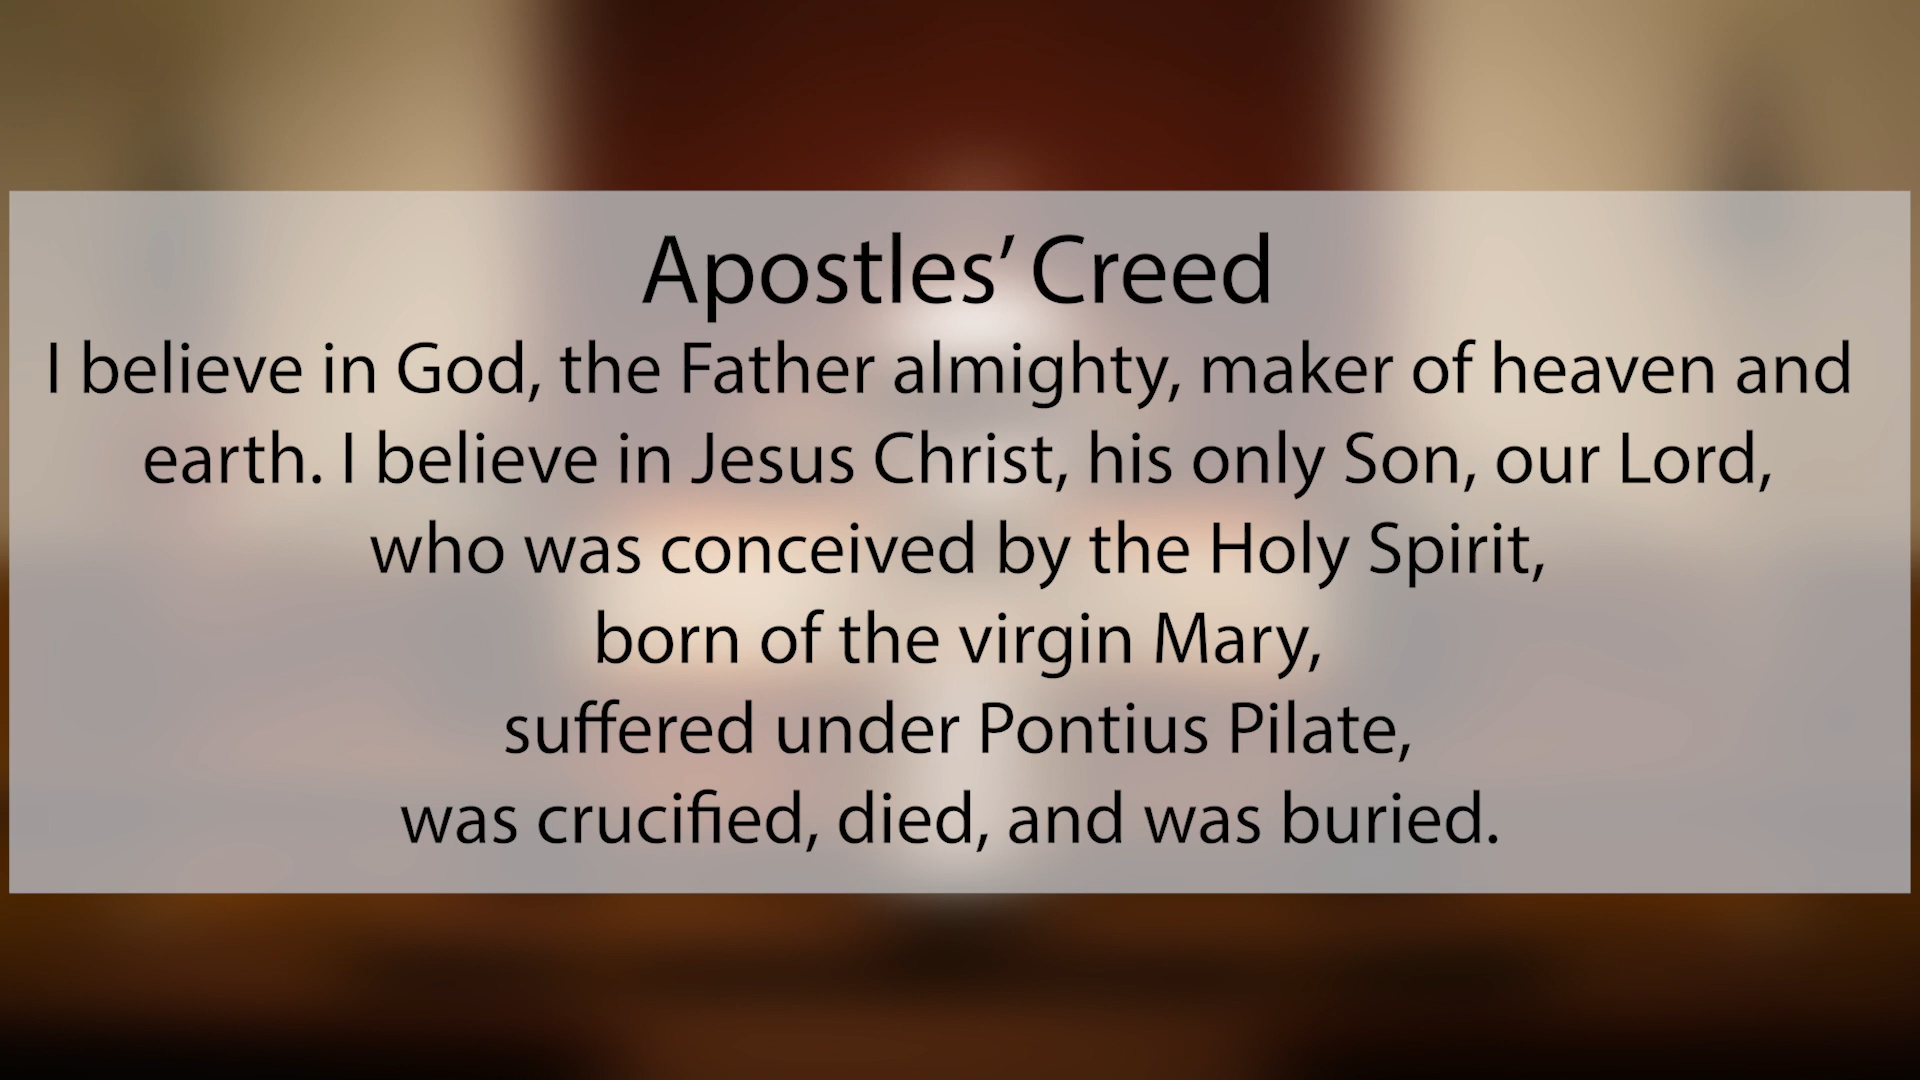 Apostles’ Creed
I believe in God, the Father almighty, maker of heaven and
earth. I believe in Jesus Christ, his only Son, our Lord,
who was conceived by the Holy Spirit,
born of the virgin Mary,
suffered under Pontius Pilate,
was crucified, died, and was buried.